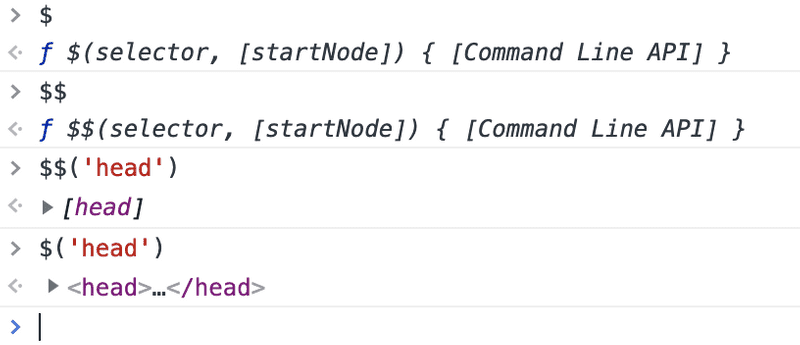 > $
<· ƒ $(selector, [startNode]) { [Command Line API] }
> $$
<· ƒ $$(selector, [startNode]) { [Command Line API] }
> $$('head')
<· ▶ [head]
> $('head')
<· ▶ <head>…</head>
>